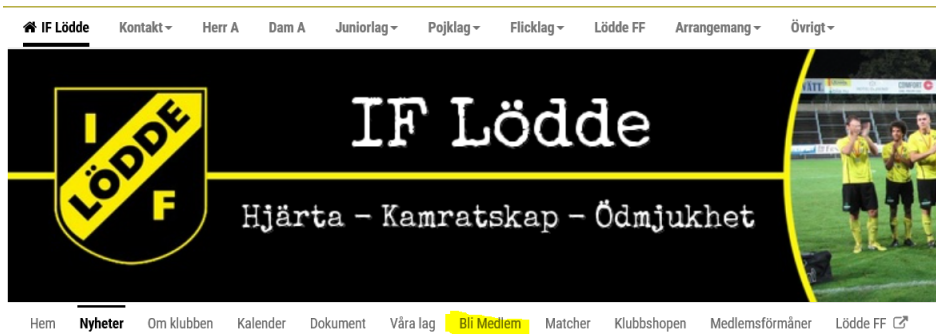 IF Lödde Kontakt Herr A Dam A Juniorlag Pojklag Flicklag Lödde FF Arrangemang Övrigt
IF Lödde
I
LÖDDE
F
Hjärta – Kamratskap – Ödmjukhet
Hem Nyheter Om klubben Kalender Dokument Våra lag Bli Medlem Matcher Klubbshopen Medlemsförmåner Lödde FF